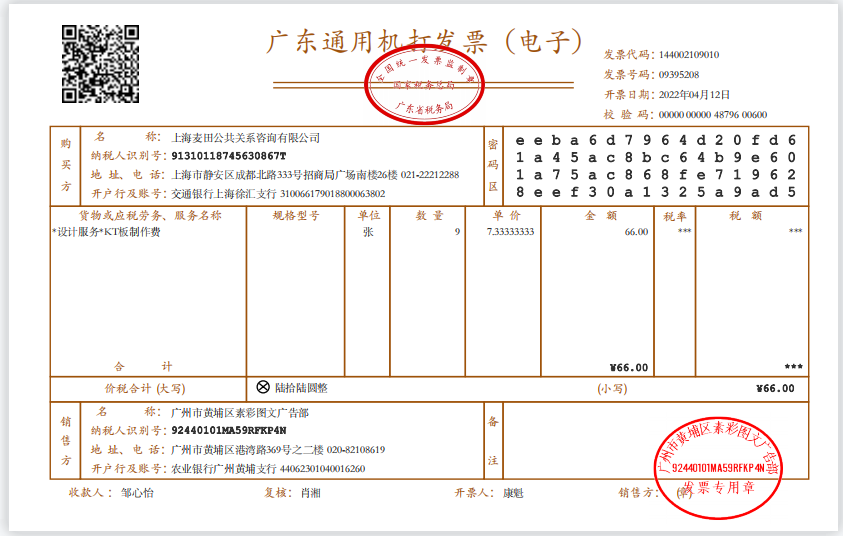 广东通用机打发票（电子）
全国统一发票监制章
国家税务总局
广东省税务局
发票代码：144002109010
发票号码：09395208
开票日期：2022年04月12日
校 验 码：00000 00000 48796 00600
购买方
名 称：上海麦田公共关系咨询有限公司
纳税人识别号：91310118745630867T
地 址、电 话：上海市静安区成都北路333号招商局广场南楼26楼 021-22212288
开户行及账号：交通银行上海徐汇支行 310066179018800063802
密码区
eeba6d7964d20fd6
1a45ac8bc64b9e60
1a75ac868fe71962
8eef30a1325a9ad5
货物或应税劳务、服务名称 规格型号 单位 数 量 单 价 金 额 税率 税 额
*设计服务*KT板制作费 张 9 7.33333333 66.00 *** ***
合 计 ¥66.00 ***
价税合计 (大写) ⊗ 陆拾陆圆整 (小写) ¥66.00
销售方
名 称：广州市黄埔区素彩图文广告部
纳税人识别号：92440101MA59RFKP4N
地 址、电 话：广州市黄埔区港湾路369号之二楼 020-82108619
开户行及账号：农业银行广州黄埔支行 44062301040016260
备注
广州市黄埔区素彩图文广告部
92440101MA59RFKP4N
发票专用章
收款人：邹心怡 复核：肖湘 开票人：康魁 销售方：(章)